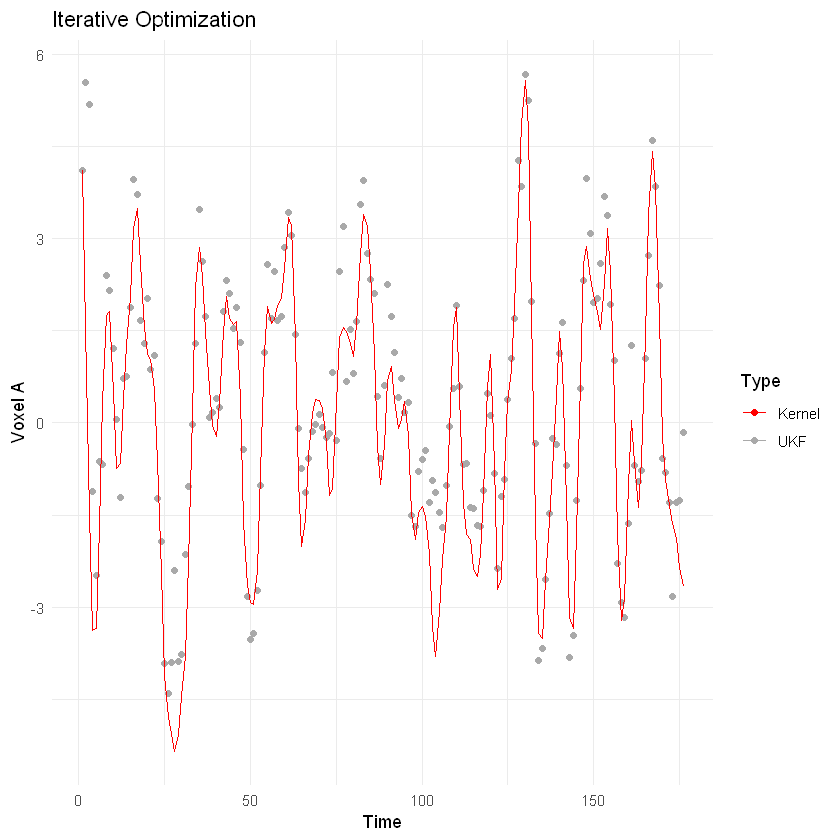 Iterative Optimization
6
3
0
-3
Voxel A
0
50
100
150
Time
Type
Kernel
UKF